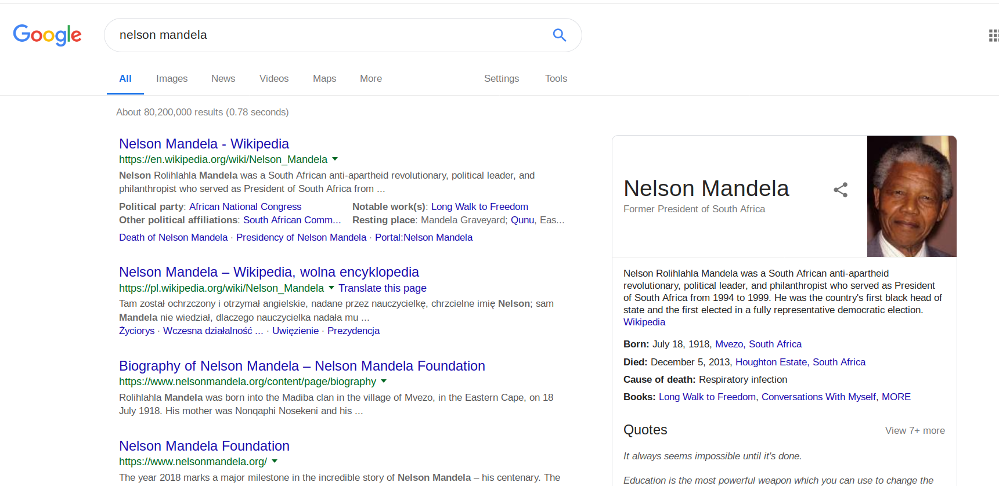 Google
nelson mandela
All Images News Videos Maps More Settings Tools
About 80,200,000 results (0.78 seconds)
Nelson Mandela - Wikipedia
https://en.wikipedia.org/wiki/Nelson_Mandela
Nelson Rolihlahla Mandela was a South African anti-apartheid revolutionary, political leader, and
philanthropist who served as President of South Africa from ...
Political party: African National Congress Notable work(s): Long Walk to Freedom
Other political affiliations: South African Comm... Resting place: Mandela Graveyard; Qunu, Eas...
Death of Nelson Mandela · Presidency of Nelson Mandela · Portal:Nelson Mandela
Nelson Mandela – Wikipedia, wolna encyklopedia
https://pl.wikipedia.org/wiki/Nelson_Mandela Translate this page
Tam został ochrzczony i otrzymał angielskie, nadane przez nauczycielkę, chrzcielne imię Nelson; sam
Mandela nie wiedział, dlaczego nauczycielka nadała mu ...
Życiorys · Wczesna działalność ... · Uwięzienie · Prezydencja
Biography of Nelson Mandela – Nelson Mandela Foundation
https://www.nelsonmandela.org/content/page/biography
Rolihlahla Mandela was born into the Madiba clan in the village of Mvezo, in the Eastern Cape, on 18
July 1918. His mother was Nonqaphi Nosekeni and his ...
Nelson Mandela Foundation
https://www.nelsonmandela.org/
The year 2018 marks a major milestone in the incredible story of Nelson Mandela – his centenary. The
Nelson Mandela
Former President of South Africa
Nelson Rolihlahla Mandela was a South African anti-apartheid
revolutionary, political leader, and philanthropist who served as President
of South Africa from 1994 to 1999. He was the country's first black head of
state and the first elected in a fully representative democratic election.
Wikipedia
Born: July 18, 1918, Mvezo, South Africa
Died: December 5, 2013, Houghton Estate, South Africa
Cause of death: Respiratory infection
Books: Long Walk to Freedom, Conversations With Myself, MORE
Quotes View 7+ more
It always seems impossible until it's done.
Education is the most powerful weapon which you can use to change the